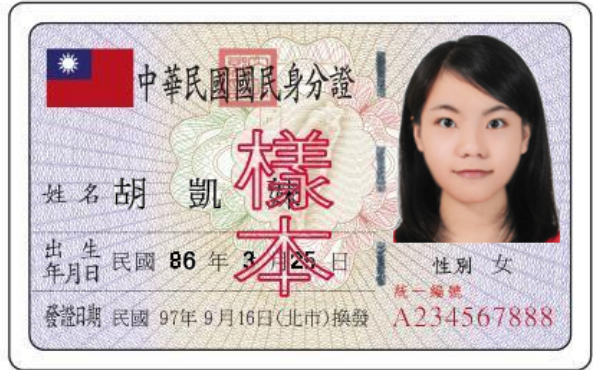 中華民國國民身分證
樣本
姓名 胡 凱
出生年月日 民國 86 年 3 月 25 日
性別 女
統一編號
發證日期 民國 97年 9月16日(北市)換發
A234567888